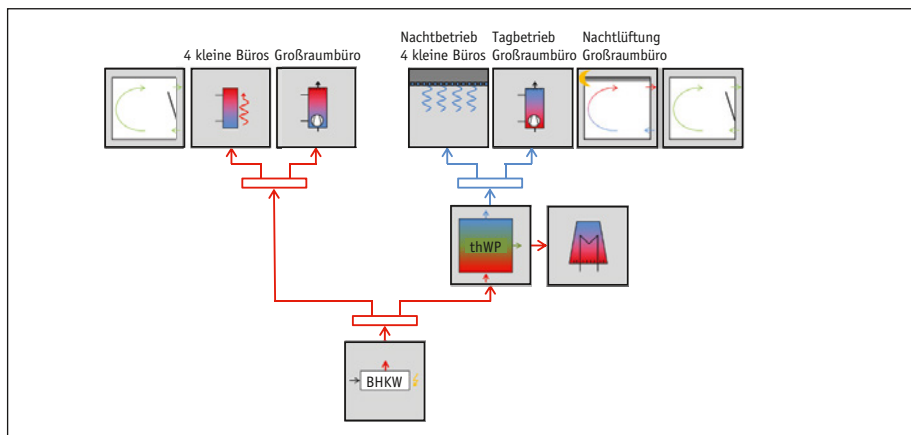 4 kleine Büros Großraumbüro
Nachtbetrieb
4 kleine Büros
Tagbetrieb
Großraumbüro
Nachtlüftung
Großraumbüro
thWP
BHKW